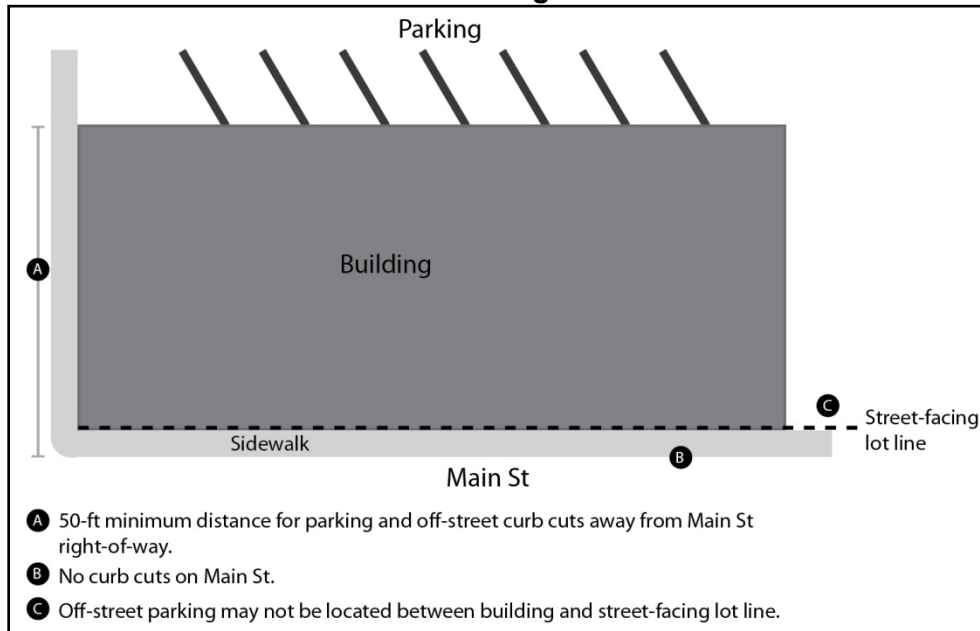 Parking
A
Building
C
Street-facing
lot line
Sidewalk
B
Main St
A 50-ft minimum distance for parking and off-street curb cuts away from Main St
right-of-way.
B No curb cuts on Main St.
C Off-street parking may not be located between building and street-facing lot line.